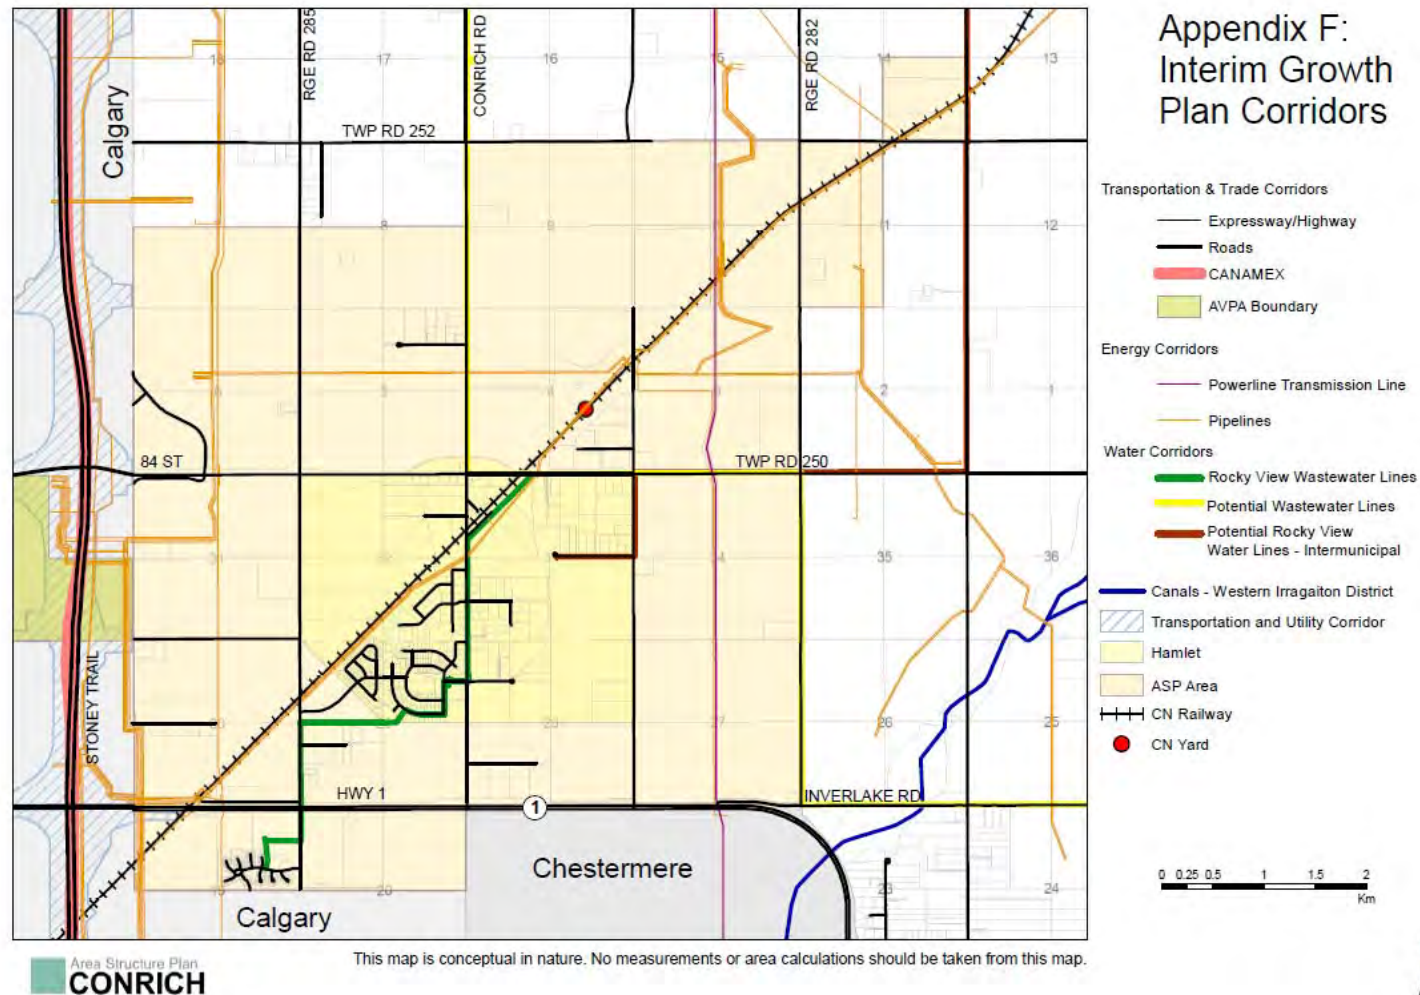 Appendix F:
Interim Growth
Plan Corridors
Transportation & Trade Corridors
Expressway/Highway
Roads
CANAMEX
AVPA Boundary
Energy Corridors
Powerline Transmission Line
Pipelines
Water Corridors
Rocky View Wastewater Lines
Potential Wastewater Lines
Potential Rocky View
Water Lines - Intermunicipal
Canals - Western Irragaiton District
Transportation and Utility Corridor
Hamlet
ASP Area
CN Railway
CN Yard
0 0.25 0.5 1 1.5 2
Km
Calgary
RGE RD 285
CONRICH RD
RGE RD 282
17
16
15
14
13
TWP RD 252
8
9
11
12
4
2
1
84 ST
TWP RD 250
35
36
STONEY TRAIL
27
26
25
HWY 1
1
INVERLAKE RD
Chestermere
20
23
24
Calgary
This map is conceptual in nature. No measurements or area calculations should be taken from this map.
Area Structure Plan
CONRICH